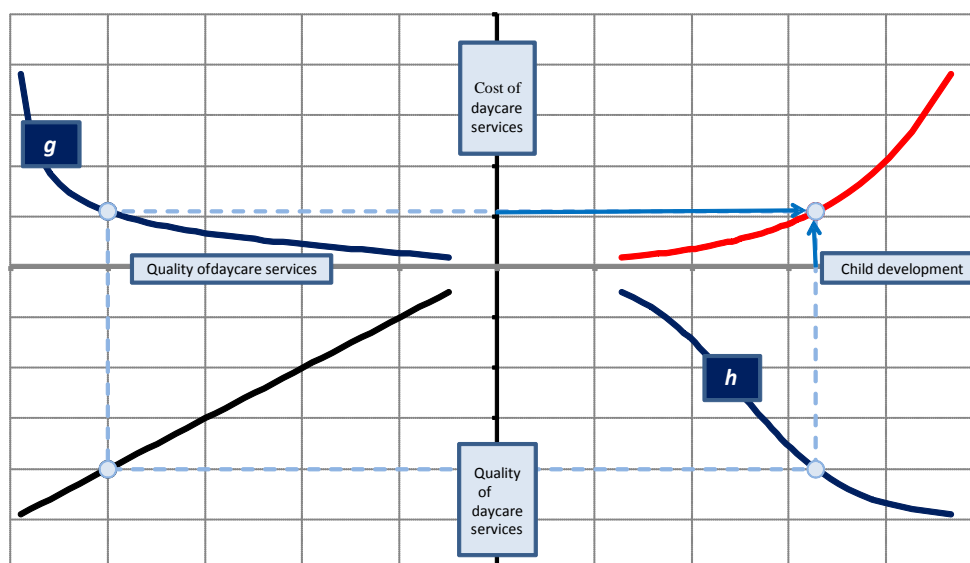 Cost of
daycare
services
g
Quality ofdaycare services
Child development
h
Quality
of
daycare
services